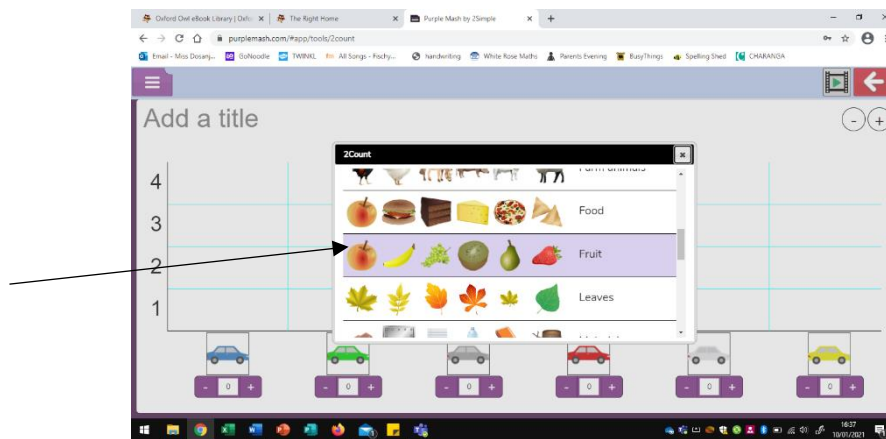 Oxford Owl eBook Library | Oxfo
The Right Home
Purple Mash by 2Simple
purplemash.com/#app/tools/2count
Email - Miss Dosanj...
GoNoodle
TWINKL
All Songs - Fischy...
handwriting
White Rose Maths
Parents Evening
BusyThings
Spelling Shed
CHARANGA
Add a title
- +
2Count
Farm animals
Food
Fruit
Leaves
4
3
2
1
- 0 +
- 0 +
- 0 +
- 0 +
- 0 +
- 0 +
16:37
10/01/2021